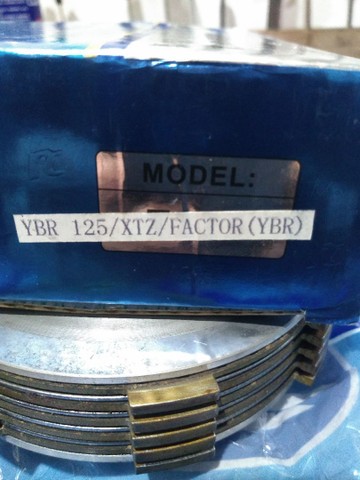 MODEL:
YBR 125/XTZ/FACTOR(YBR)